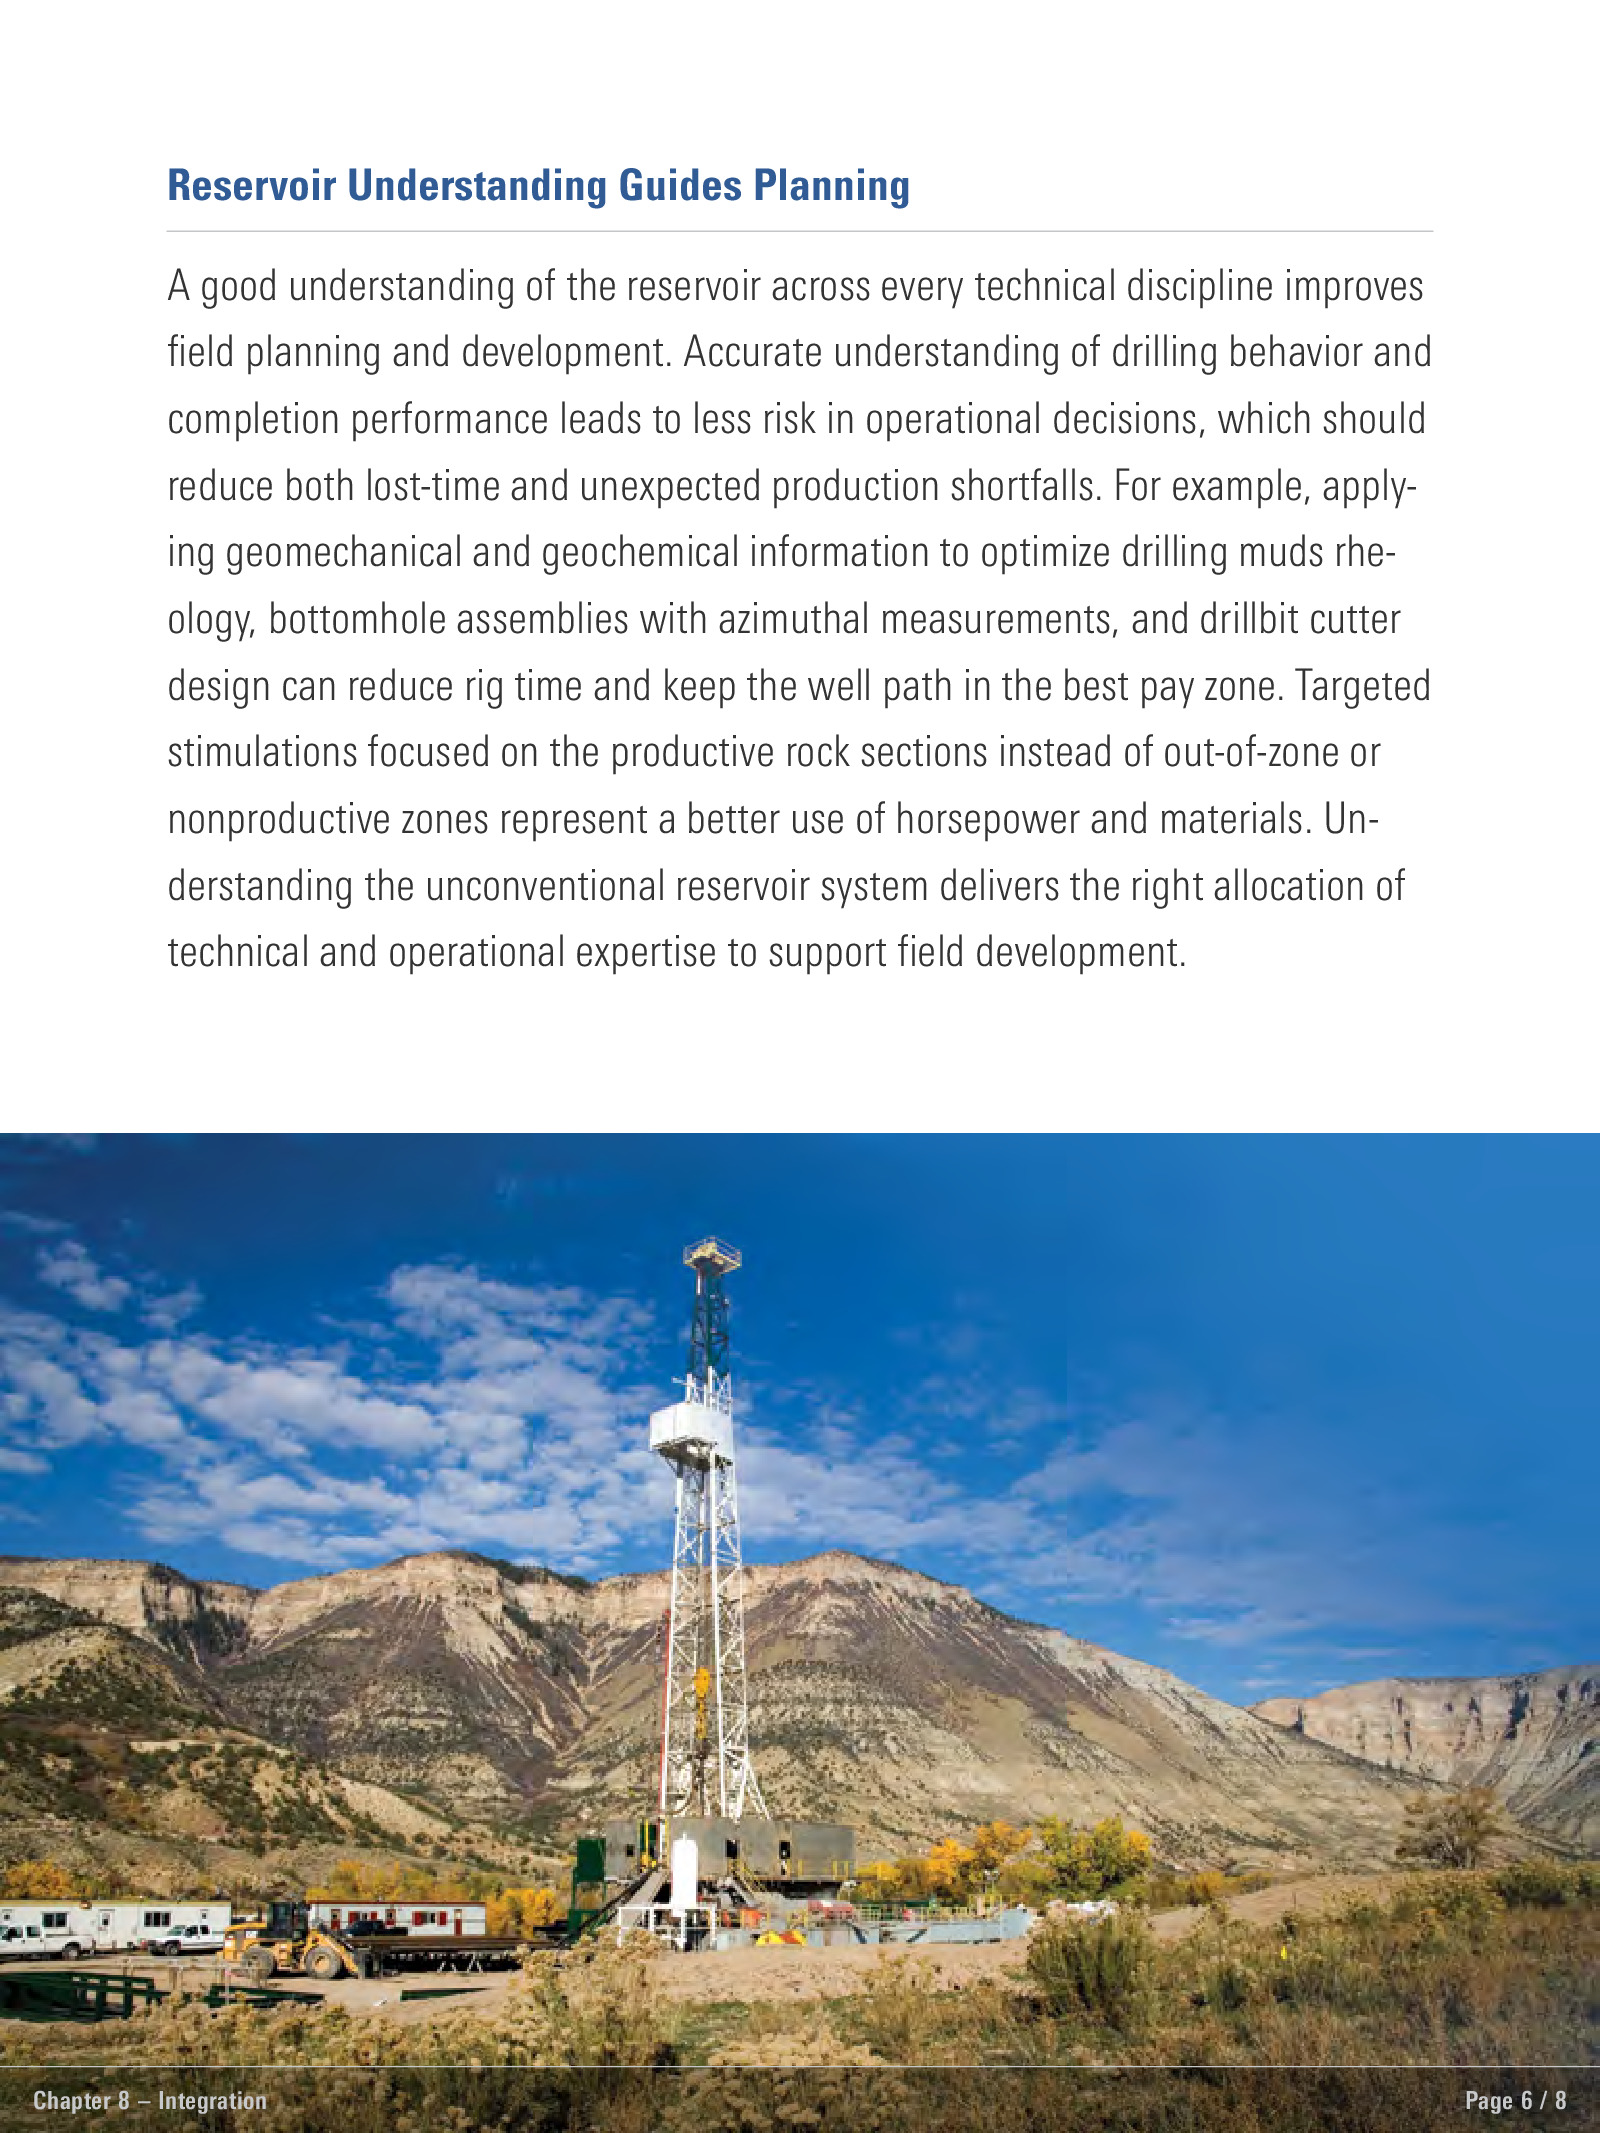 Reservoir Understanding Guides Planning
A good understanding of the reservoir across every technical discipline improves
field planning and development. Accurate understanding of drilling behavior and
completion performance leads to less risk in operational decisions, which should
reduce both lost-time and unexpected production shortfalls. For example, apply-
ing geomechanical and geochemical information to optimize drilling muds rhe-
ology, bottomhole assemblies with azimuthal measurements, and drillbit cutter
design can reduce rig time and keep the well path in the best pay zone. Targeted
stimulations focused on the productive rock sections instead of out-of-zone or
nonproductive zones represent a better use of horsepower and materials. Un-
derstanding the unconventional reservoir system delivers the right allocation of
technical and operational expertise to support field development.
Chapter 8 – Integration
Page 6 / 8